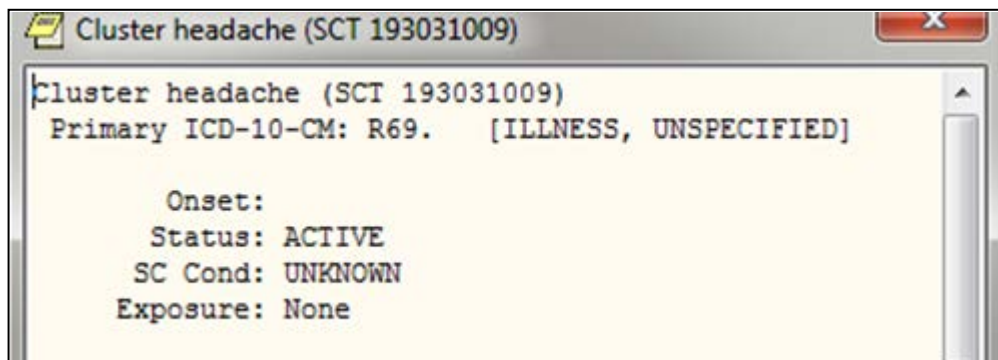 Cluster headache (SCT 193031009)
Cluster headache (SCT 193031009)
Primary ICD-10-CM: R69. [ILLNESS, UNSPECIFIED]
Onset:
Status: ACTIVE
SC Cond: UNKNOWN
Exposure: None